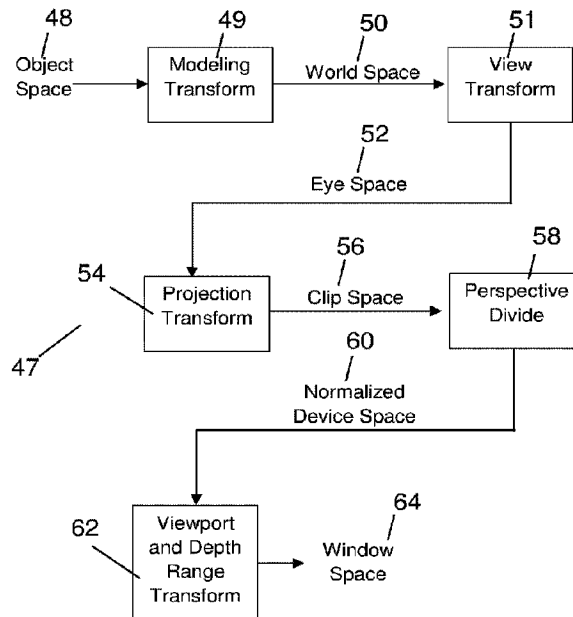 48
49
50
51
Object
Space
Modeling
Transform
World Space
View
Transform
52
Eye Space
54
Projection
Transform
56
Clip Space
58
Perspective
Divide
47
60
Normalized
Device Space
62
Viewport
and Depth
Range
Transform
64
Window
Space